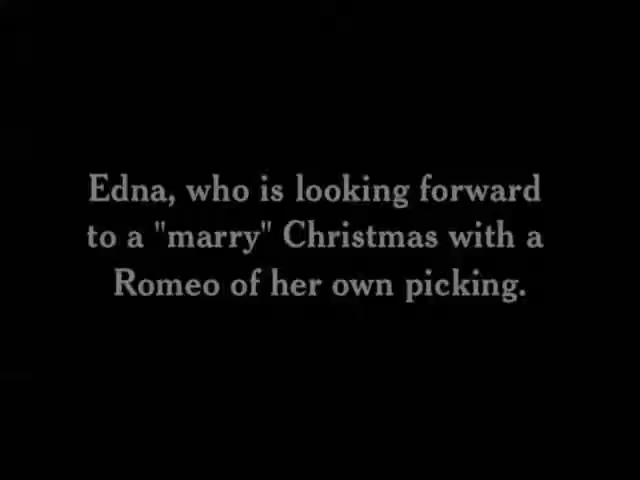 Edna, who is looking forward
to a "marry" Christmas with a
Romeo of her own picking.